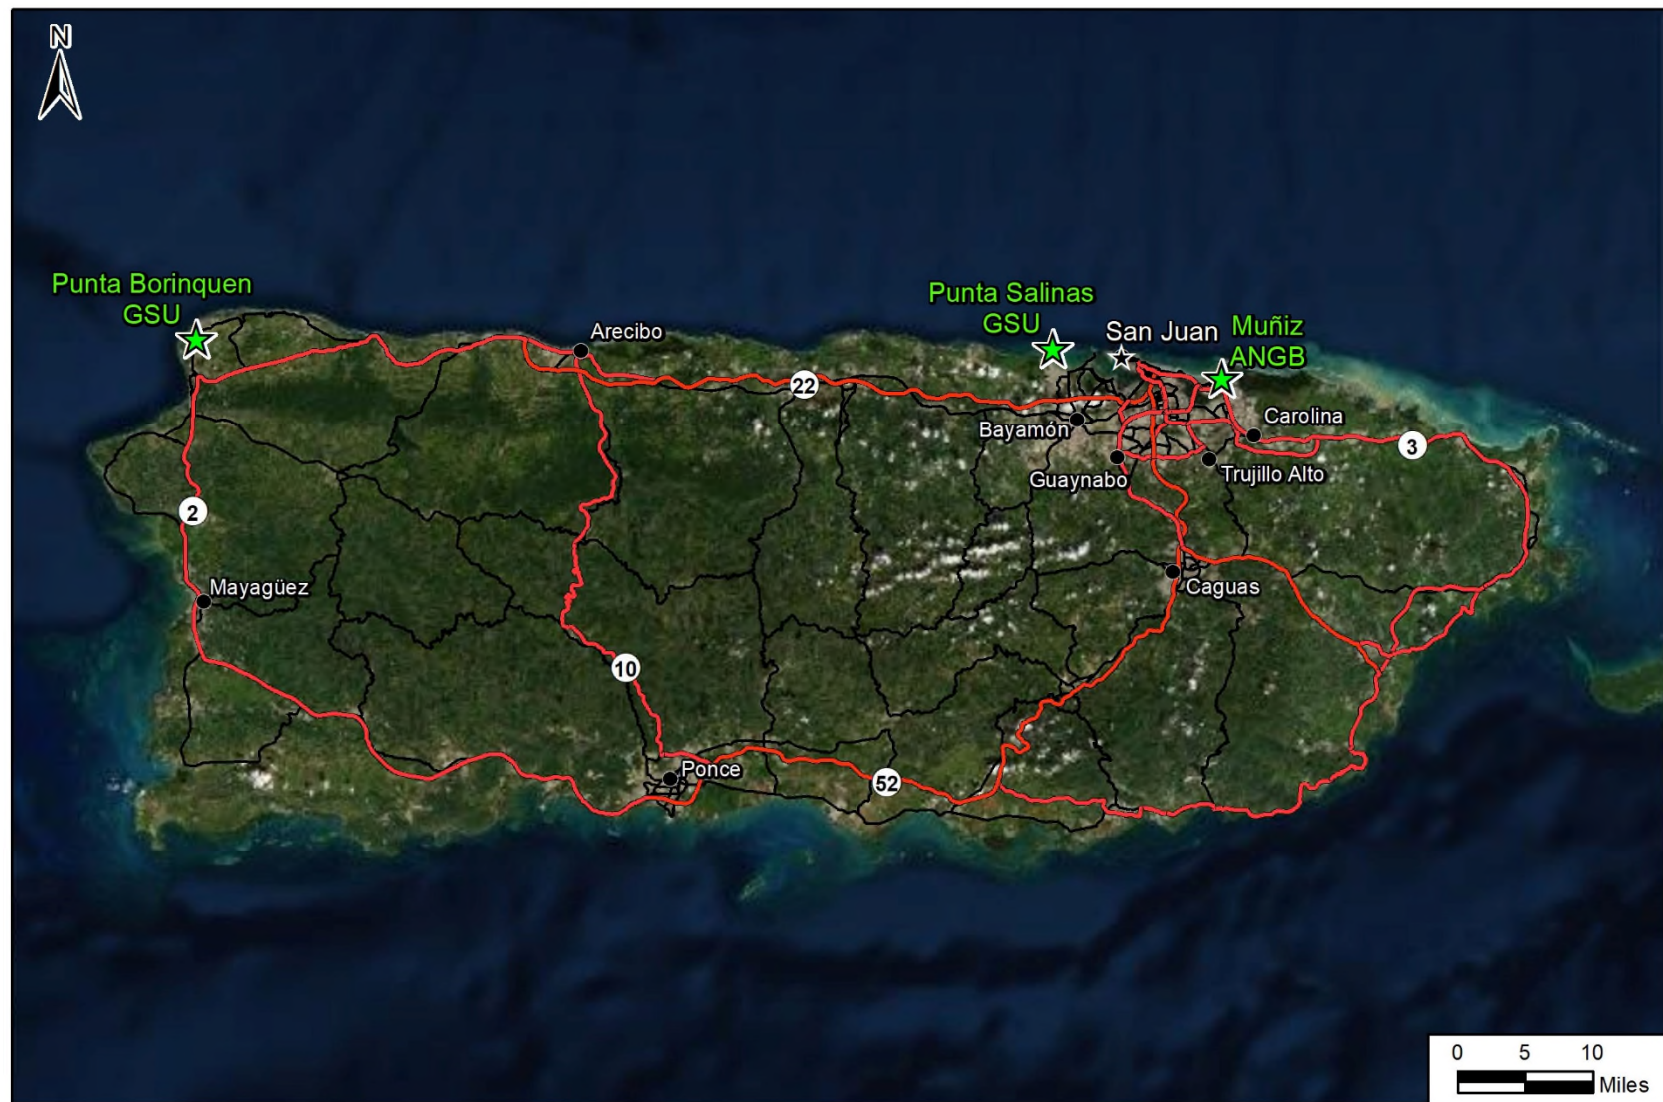 N
Punta Borinquen
GSU
Punta Salinas
GSU
San Juan
Muñiz
ANGB
Arecibo
22
Bayamón
Carolina
3
Guaynabo
Trujillo Alto
2
Mayagüez
Caguas
10
Ponce
52
0 5 10
Miles